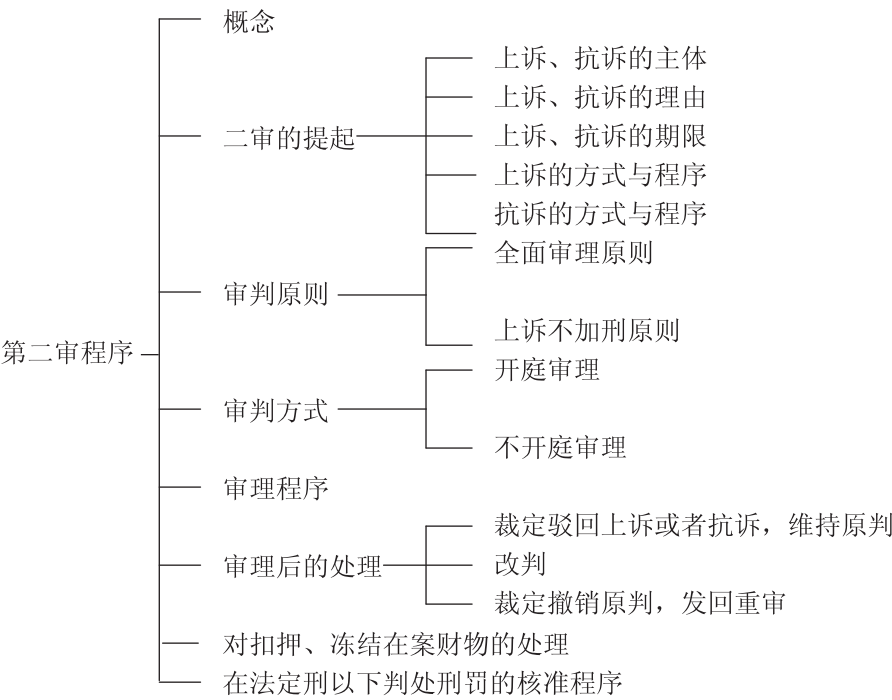 概念
上诉、抗诉的主体
上诉、抗诉的理由
二审的提起
上诉、抗诉的期限
上诉的方式与程序
抗诉的方式与程序
全面审理原则
审判原则
上诉不加刑原则
第二审程序
开庭审理
审判方式
不开庭审理
审理程序
裁定驳回上诉或者抗诉，维持原判
审理后的处理
改判
裁定撤销原判，发回重审
对扣押、冻结在案财物的处理
在法定刑以下判处刑罚的核准程序